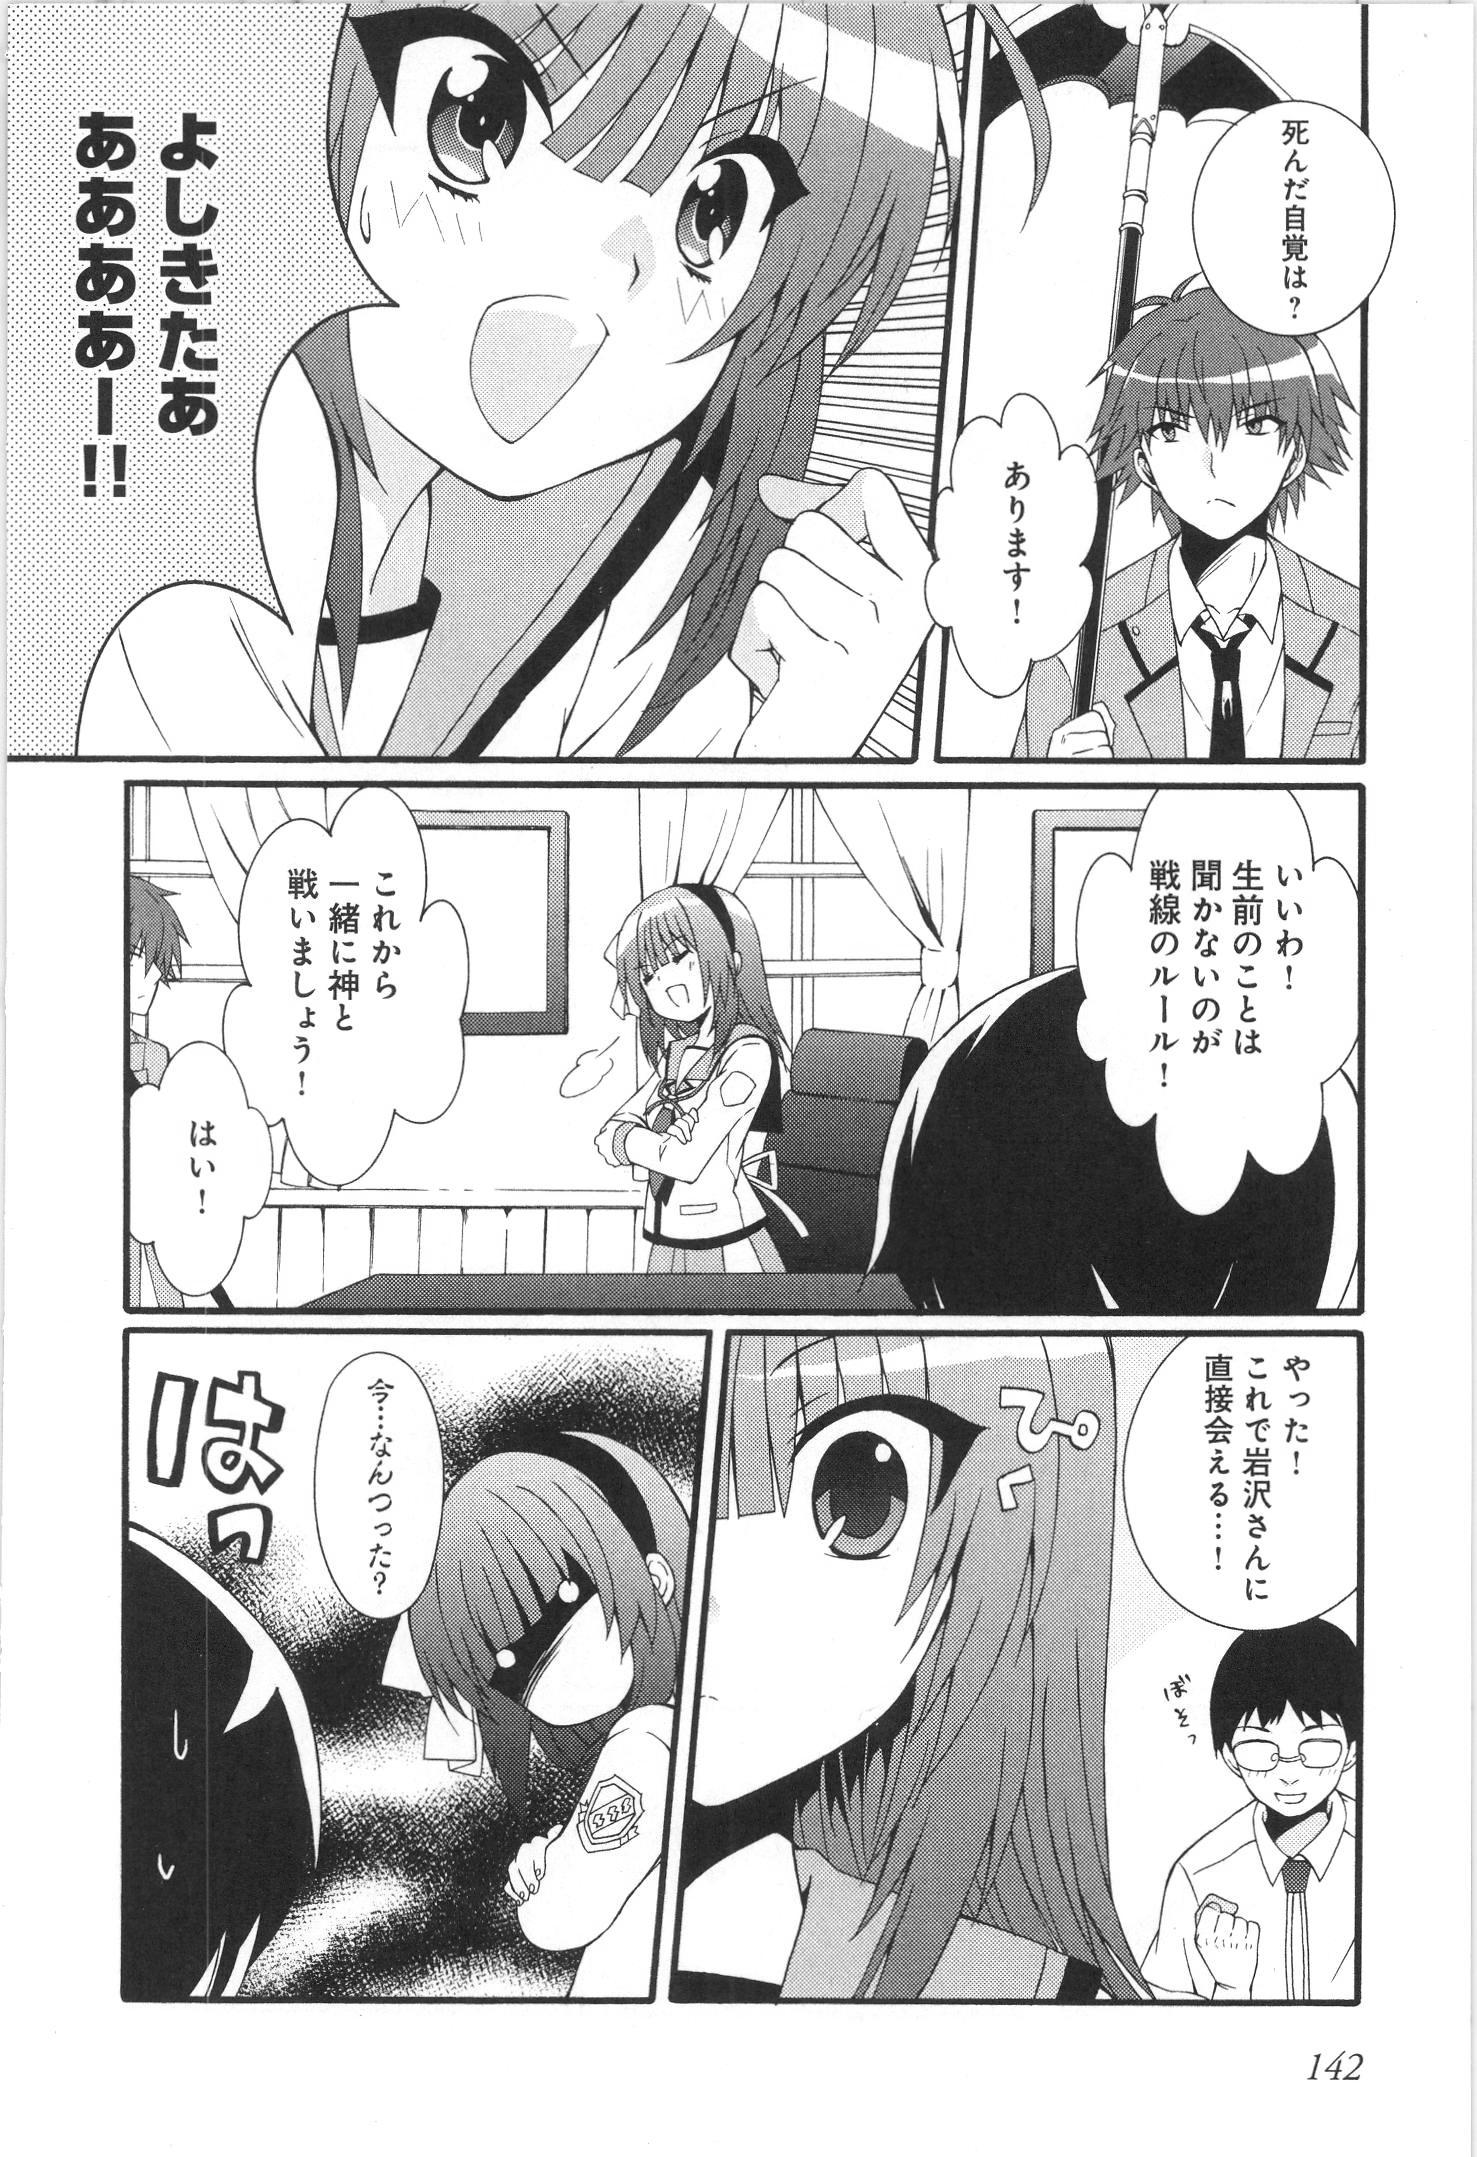 死んだ自覚は?
あります!
よしきたあ
ああああー!!
いいわ!
生前のことは
聞かないのが
戦線のルール!
これから
一緒に神と
戦いましょう!
はい!
やった!
これで岩沢さんに
直接会える…!
ぼそっ
ぴく
今…なんつった?
はっ
142